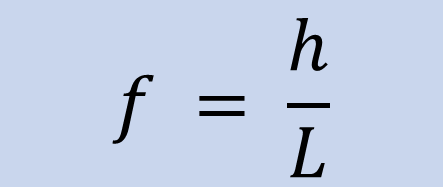 f = h/L